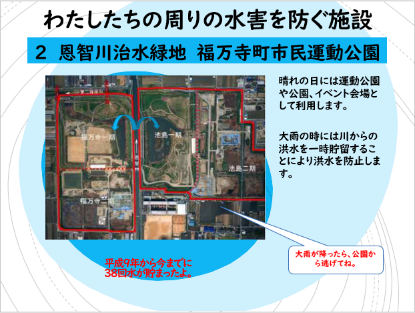 わたしたちの周りの水害を防ぐ施設
2 恩智川治水緑地 福万寺町市民運動公園
晴れの日には運動公園
や公園、イベント会場と
して利用します。
大雨の時には川からの
洪水を一時貯留するこ
とにより洪水を防止しま
す。
福万寺一期
池島一期
池島二期
福万寺二
大雨が降ったら、公園か
ら逃げてね。
平成9年から今までに
38回水が貯まったよ。